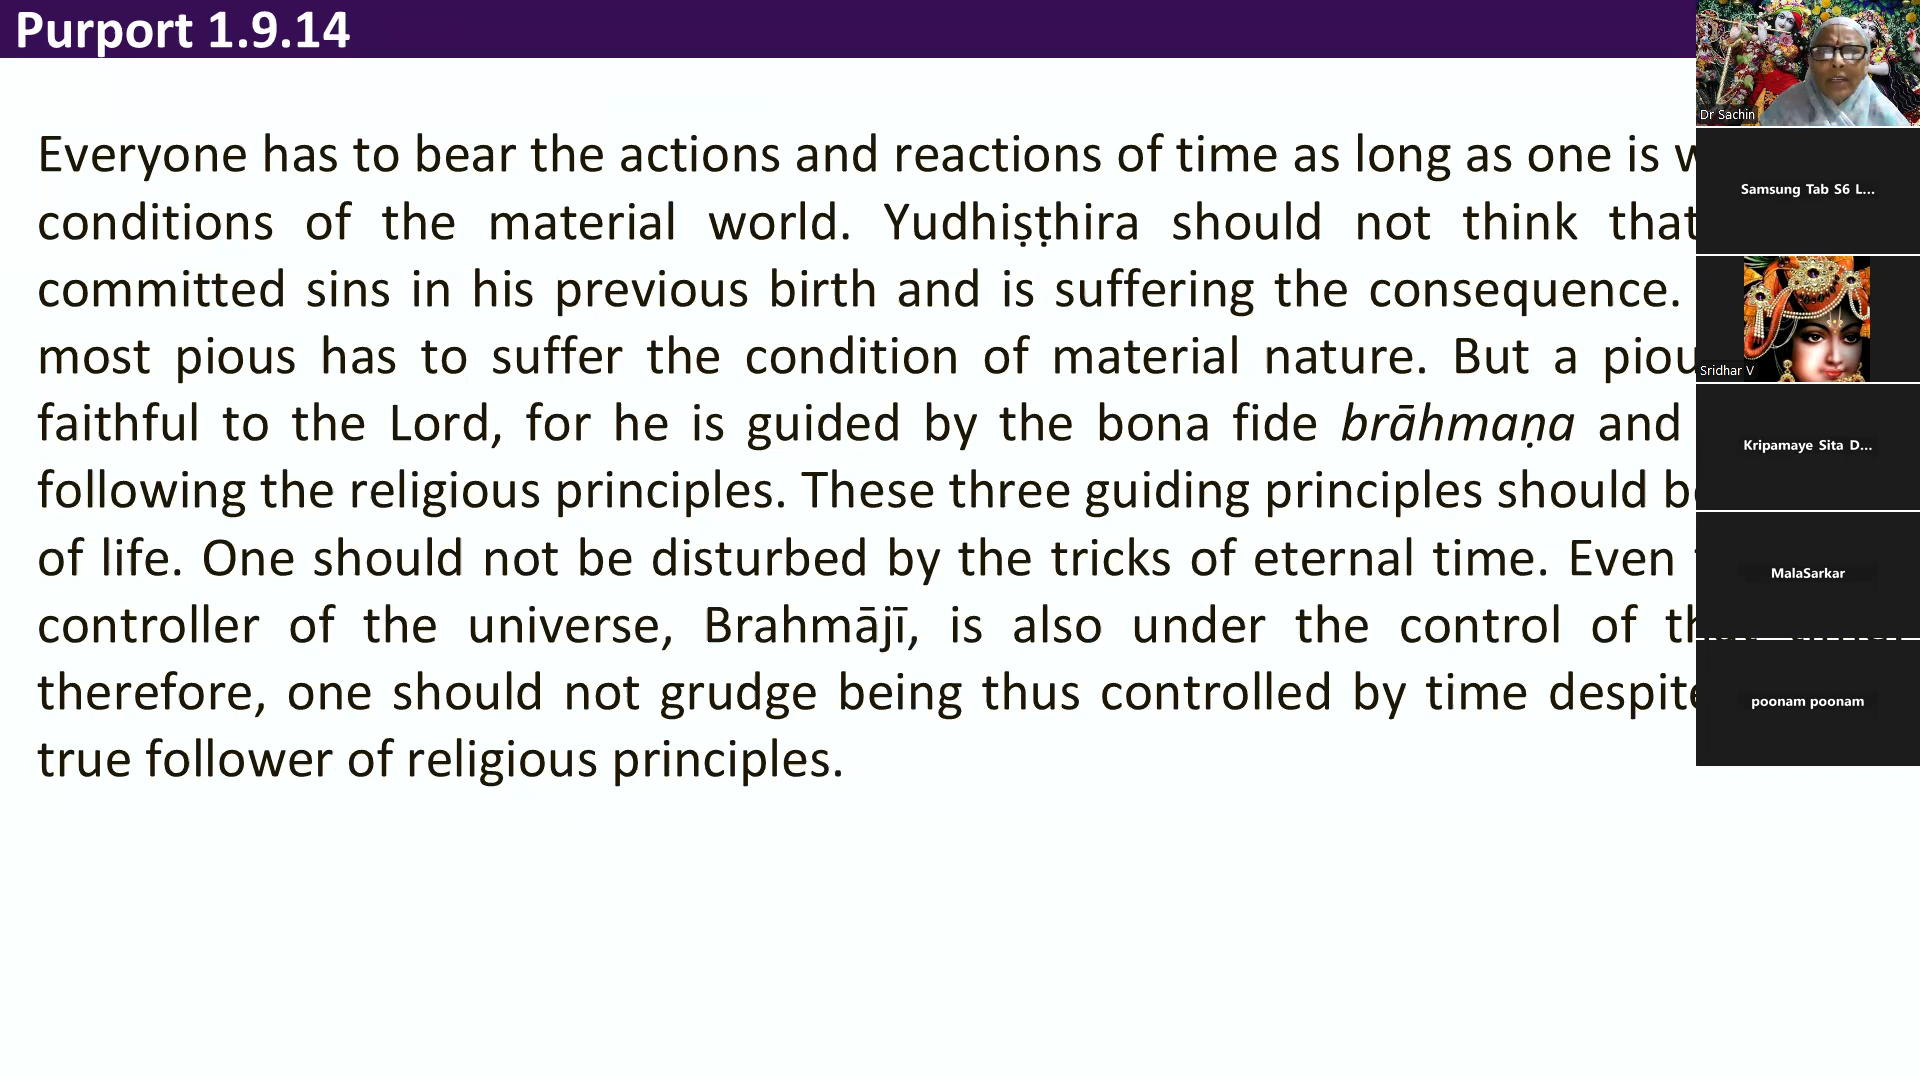 Purport 1.9.14
Everyone has to bear the actions and reactions of time as long as one is
conditions of the material world. Yudhiṣṭhira should not think that
committed sins in his previous birth and is suffering the consequence.
most pious has to suffer the condition of material nature. But a
faithful to the Lord, for he is guided by the bona fide brāhmaṇa and
following the religious principles. These three guiding principles should
of life. One should not be disturbed by the tricks of eternal time. Even
controller of the universe, Brahmājī, is also under the control of
therefore, one should not grudge being thus controlled by time despite
true follower of religious principles.
Dr Sachin
Samsung Tab S6 L...
Sridhar V
Kripamaye Sita D...
MalaSarkar
poonam poonam